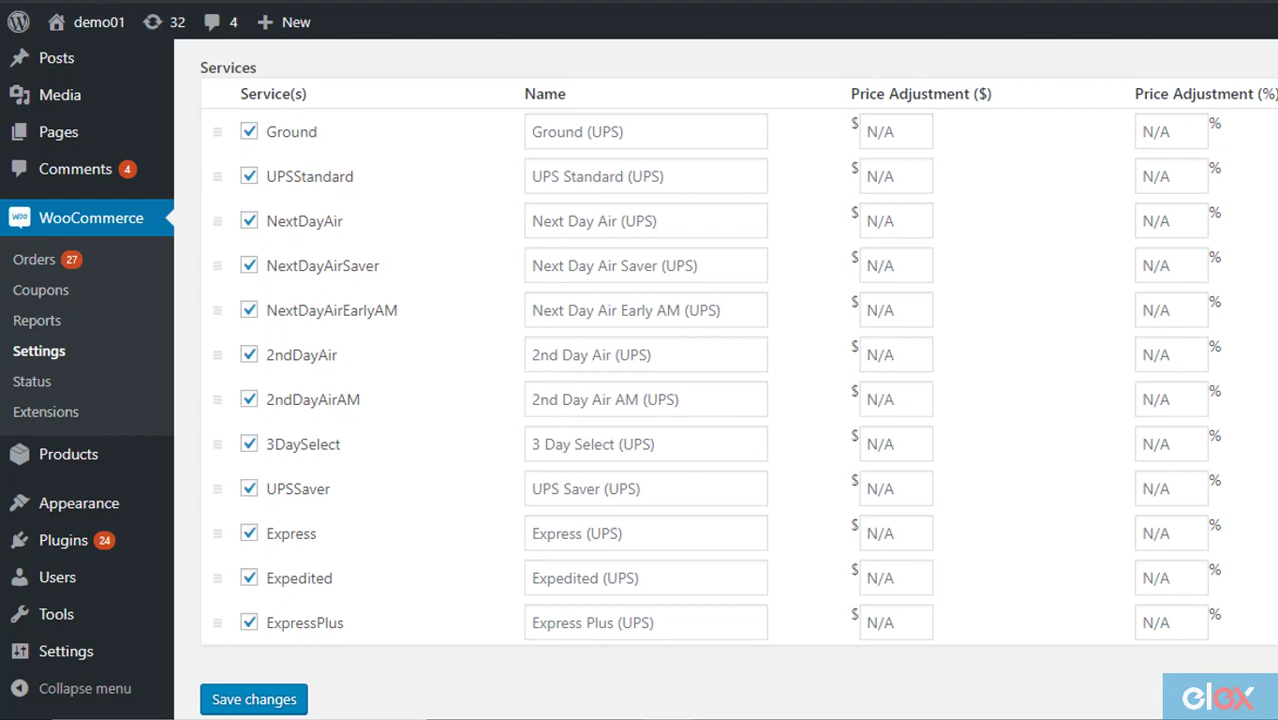 demo01 32 4 New
Posts
Media
Pages
Comments 4
WOO WooCommerce
Orders 27
Coupons
Reports
Settings
Status
Extensions
Products
Appearance
Plugins 24
Users
Tools
Settings
Collapse menu
Services
Service(s) Name Price Adjustment ($) Price Adjustment (%)
Ground Ground (UPS) $ N/A N/A %
UPSStandard UPS Standard (UPS) $ N/A N/A %
NextDayAir Next Day Air (UPS) $ N/A N/A %
NextDayAirSaver Next Day Air Saver (UPS) $ N/A N/A %
NextDayAirEarlyAM Next Day Air Early AM (UPS) $ N/A N/A %
2ndDayAir 2nd Day Air (UPS) $ N/A N/A %
2ndDayAirAM 2nd Day Air AM (UPS) $ N/A N/A %
3DaySelect 3 Day Select (UPS) $ N/A N/A %
UPSSaver UPS Saver (UPS) $ N/A N/A %
Express Express (UPS) $ N/A N/A %
Expedited Expedited (UPS) $ N/A N/A %
ExpressPlus Express Plus (UPS) $ N/A N/A %
Save changes
elex